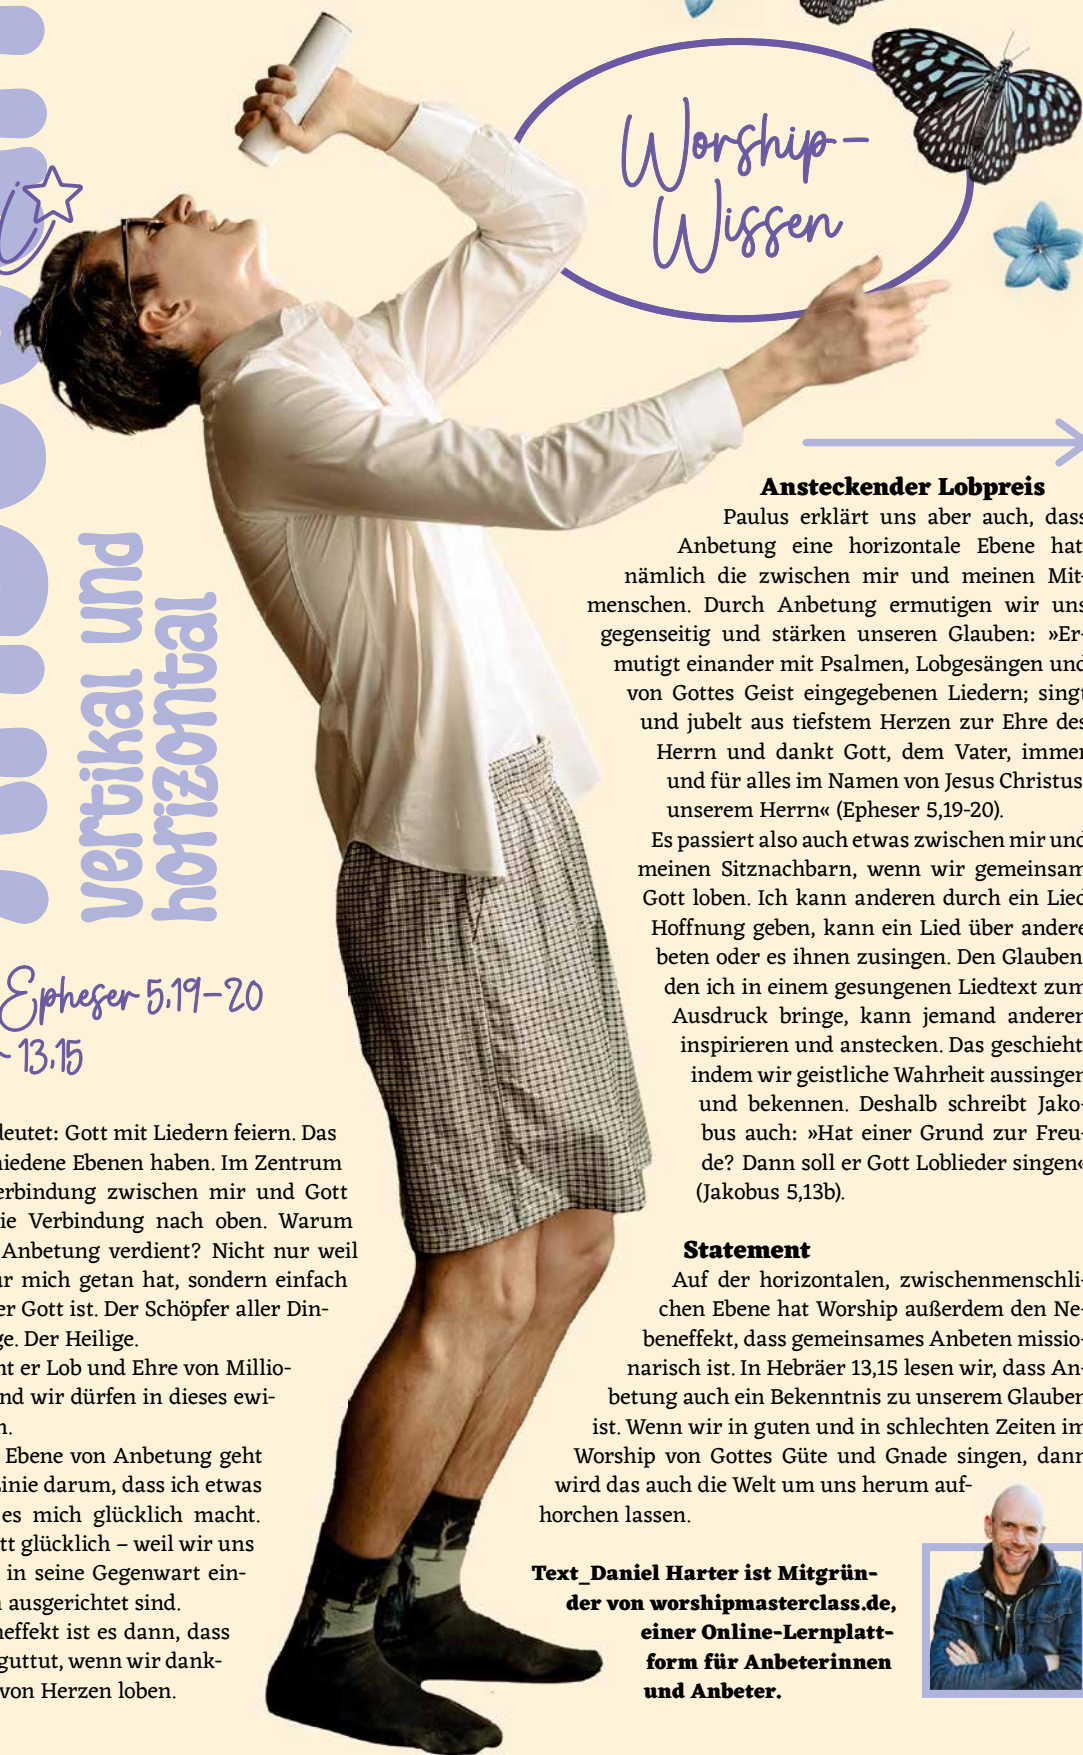 Worship-
Wissen
vertikal und
horizontal
Epheser 5,19–20
13,15
deutet: Gott mit Liedern feiern. Das
hiedene Ebenen haben. Im Zentrum
erbindung zwischen mir und Gott
ie Verbindung nach oben. Warum
Anbetung verdient? Nicht nur weil
ur mich getan hat, sondern einfach
er Gott ist. Der Schöpfer aller Din-
ge. Der Heilige.
nt er Lob und Ehre von Millio-
nd wir dürfen in dieses ewi-
n.
Ebene von Anbetung geht
Linie darum, dass ich etwas
es mich glücklich macht.
tt glücklich – weil wir uns
in seine Gegenwart ein-
n ausgerichtet sind.
neffekt ist es dann, dass
guttut, wenn wir dank-
von Herzen loben.
Ansteckender Lobpreis
Paulus erklärt uns aber auch, dass
Anbetung eine horizontale Ebene hat
nämlich die zwischen mir und meinen Mit-
menschen. Durch Anbetung ermutigen wir uns
gegenseitig und stärken unseren Glauben: »Er-
mutigt einander mit Psalmen, Lobgesängen und
von Gottes Geist eingegebenen Liedern; singt
und jubelt aus tiefstem Herzen zur Ehre des
Herrn und dankt Gott, dem Vater, immer
und für alles im Namen von Jesus Christus
unserem Herrn« (Epheser 5,19-20).
Es passiert also auch etwas zwischen mir und
meinen Sitznachbarn, wenn wir gemeinsam
Gott loben. Ich kann anderen durch ein Lied
Hoffnung geben, kann ein Lied über andere
beten oder es ihnen zusingen. Den Glauben
den ich in einem gesungenen Liedtext zum
Ausdruck bringe, kann jemand anderen
inspirieren und anstecken. Das geschieht
indem wir geistliche Wahrheit aussingen
und bekennen. Deshalb schreibt Jako-
bus auch: »Hat einer Grund zur Freu-
de? Dann soll er Gott Loblieder singen«
(Jakobus 5,13b).
Statement
Auf der horizontalen, zwischenmenschli-
chen Ebene hat Worship außerdem den Ne-
beneffekt, dass gemeinsames Anbeten missio-
narisch ist. In Hebräer 13,15 lesen wir, dass An-
betung auch ein Bekenntnis zu unserem Glauben
ist. Wenn wir in guten und in schlechten Zeiten im
Worship von Gottes Güte und Gnade singen, dann
wird das auch die Welt um uns herum auf-
horchen lassen.
Text_Daniel Harter ist Mitgrün-
der von worshipmasterclass.de,
einer Online-Lernplatt-
form für Anbeterinnen
und Anbeter.